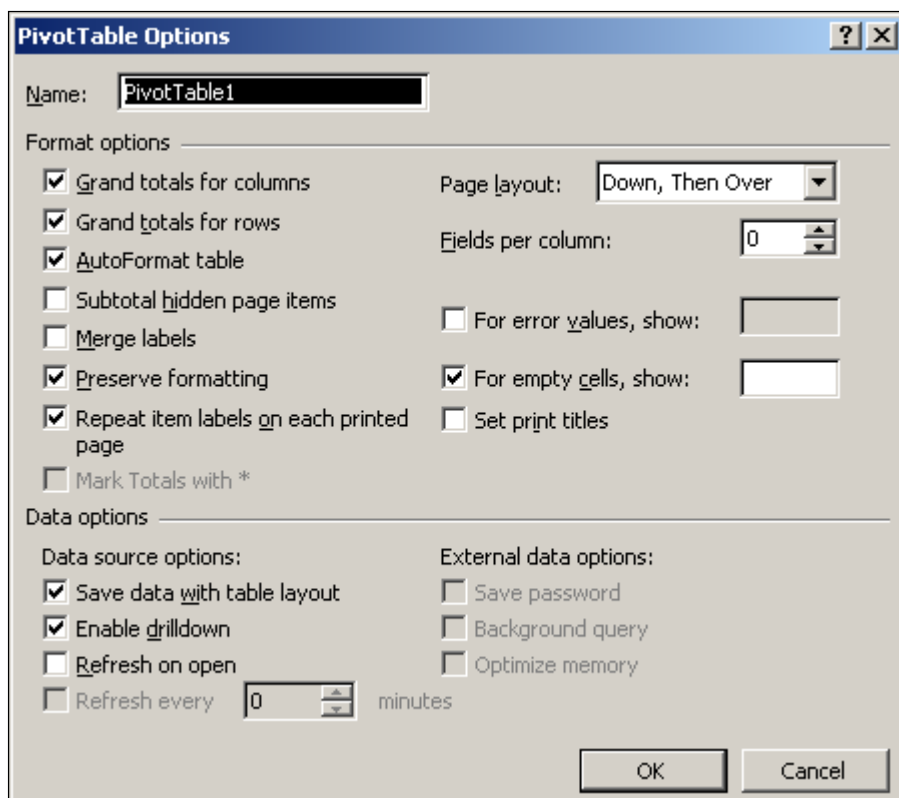 PivotTable Options
Name: PivotTable1
Format options
Grand totals for columns
Grand totals for rows
AutoFormat table
Subtotal hidden page items
Merge labels
Preserve formatting
Repeat item labels on each printed
page
Mark Totals with *
Page layout: Down, Then Over
Fields per column: 0
For error values, show:
For empty cells, show:
Set print titles
Data options
Data source options:
Save data with table layout
Enable drilldown
Refresh on open
Refresh every 0 minutes
External data options:
Save password
Background query
Optimize memory
OK
Cancel